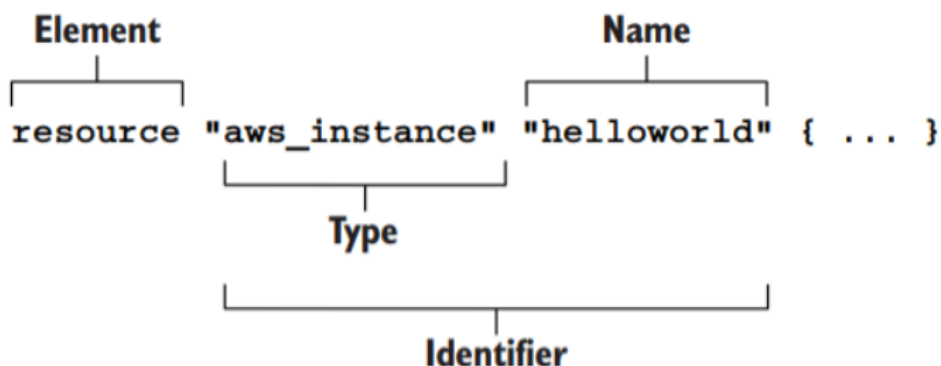 Element Name
resource "aws_instance" "helloworld" { ... }
Type
Identifier